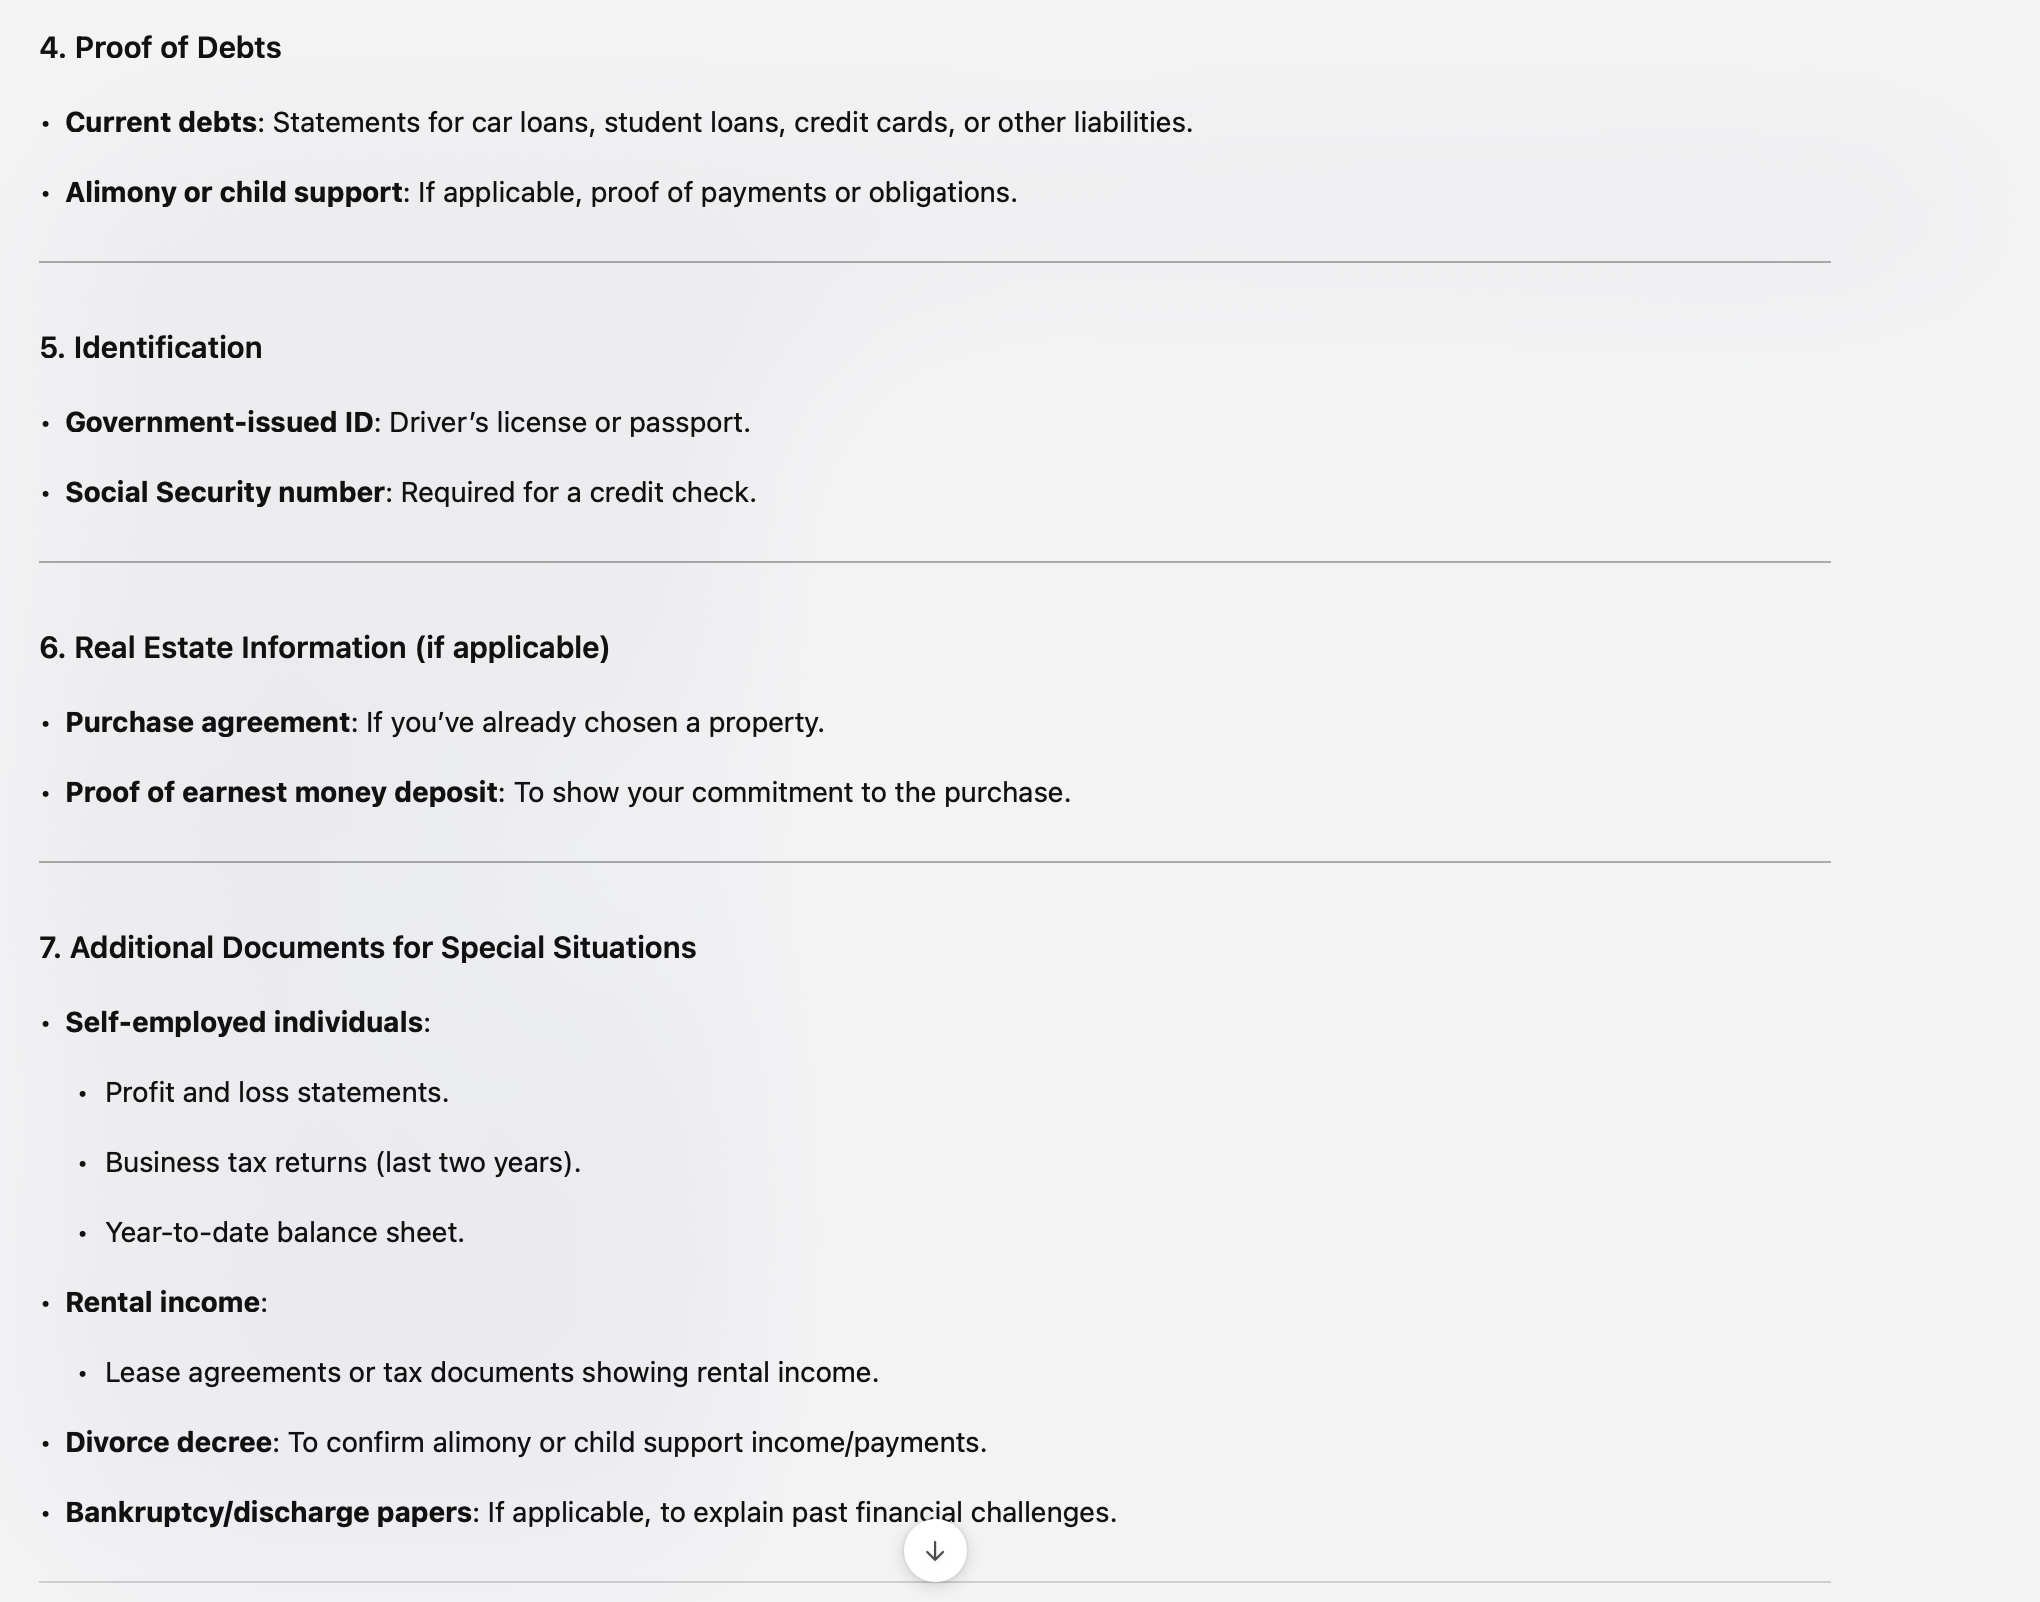 4. Proof of Debts
• Current debts: Statements for car loans, student loans, credit cards, or other liabilities.
• Alimony or child support: If applicable, proof of payments or obligations.
5. Identification
• Government-issued ID: Driver’s license or passport.
• Social Security number: Required for a credit check.
6. Real Estate Information (if applicable)
• Purchase agreement: If you’ve already chosen a property.
• Proof of earnest money deposit: To show your commitment to the purchase.
7. Additional Documents for Special Situations
• Self-employed individuals:
• Profit and loss statements.
• Business tax returns (last two years).
• Year-to-date balance sheet.
• Rental income:
• Lease agreements or tax documents showing rental income.
• Divorce decree: To confirm alimony or child support income/payments.
• Bankruptcy/discharge papers: If applicable, to explain past financial challenges.